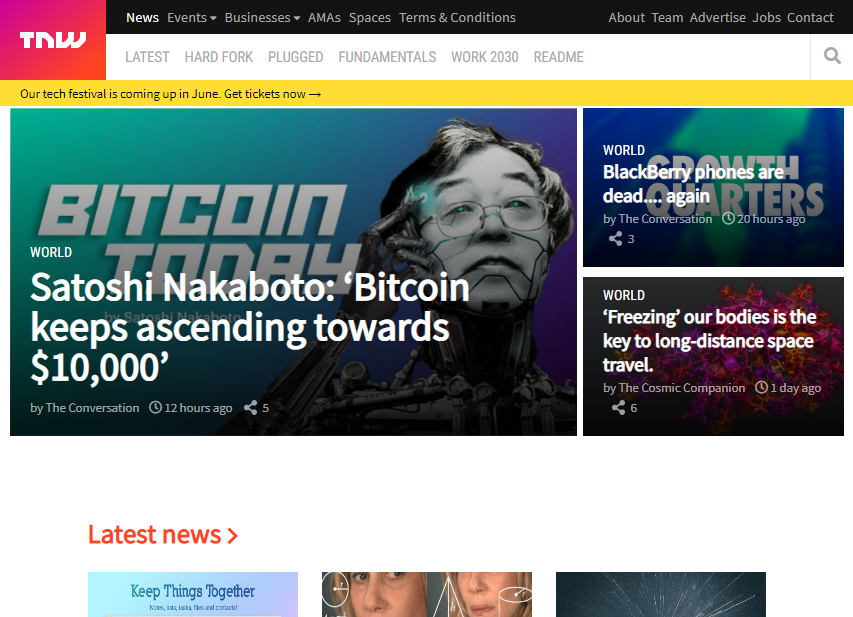 TNW
News Events Businesses AMAs Spaces Terms & Conditions About Team Advertise Jobs Contact
LATEST HARD FORK PLUGGED FUNDAMENTALS WORK 2030 README
Our tech festival is coming up in June. Get tickets now →
BITCOIN
TODAY
by Satoshi Nakaboto
WORLD
Satoshi Nakaboto: ‘Bitcoin
keeps ascending towards
$10,000’
by The Conversation 12 hours ago 5
GROWTH
QUARTERS
WORLD
BlackBerry phones are
dead.... again
by The Conversation 20 hours ago
3
WORLD
‘Freezing’ our bodies is the
key to long-distance space
travel.
by The Cosmic Companion 1 day ago
6
Latest news
Keep Things Together
Notes, lists, tasks, files and contacts!